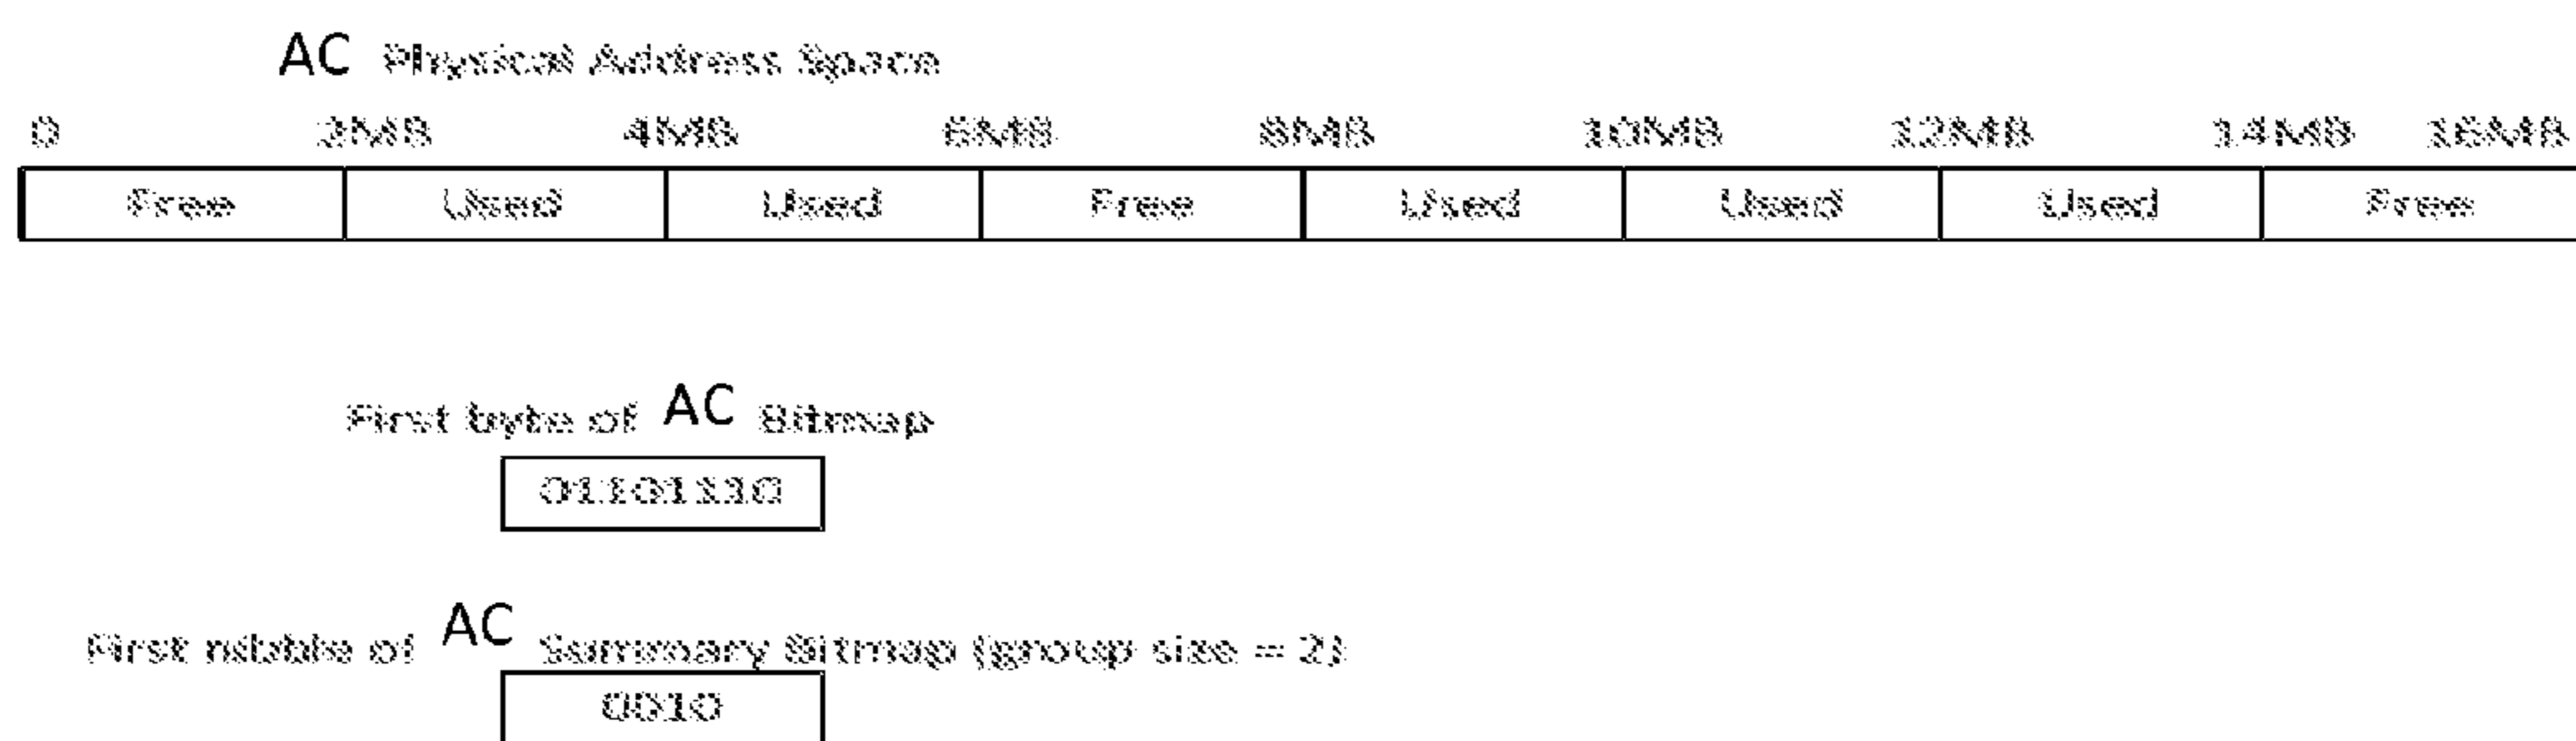 AC Physical Address Space
0 2MB 4MB 6MB 8MB 10MB 12MB 14MB 16MB
Free Used Used Free Used Used Used Free
First byte of AC Bitmap
01101110
First nibble of AC Summary Bitmap (group size = 2)
0010